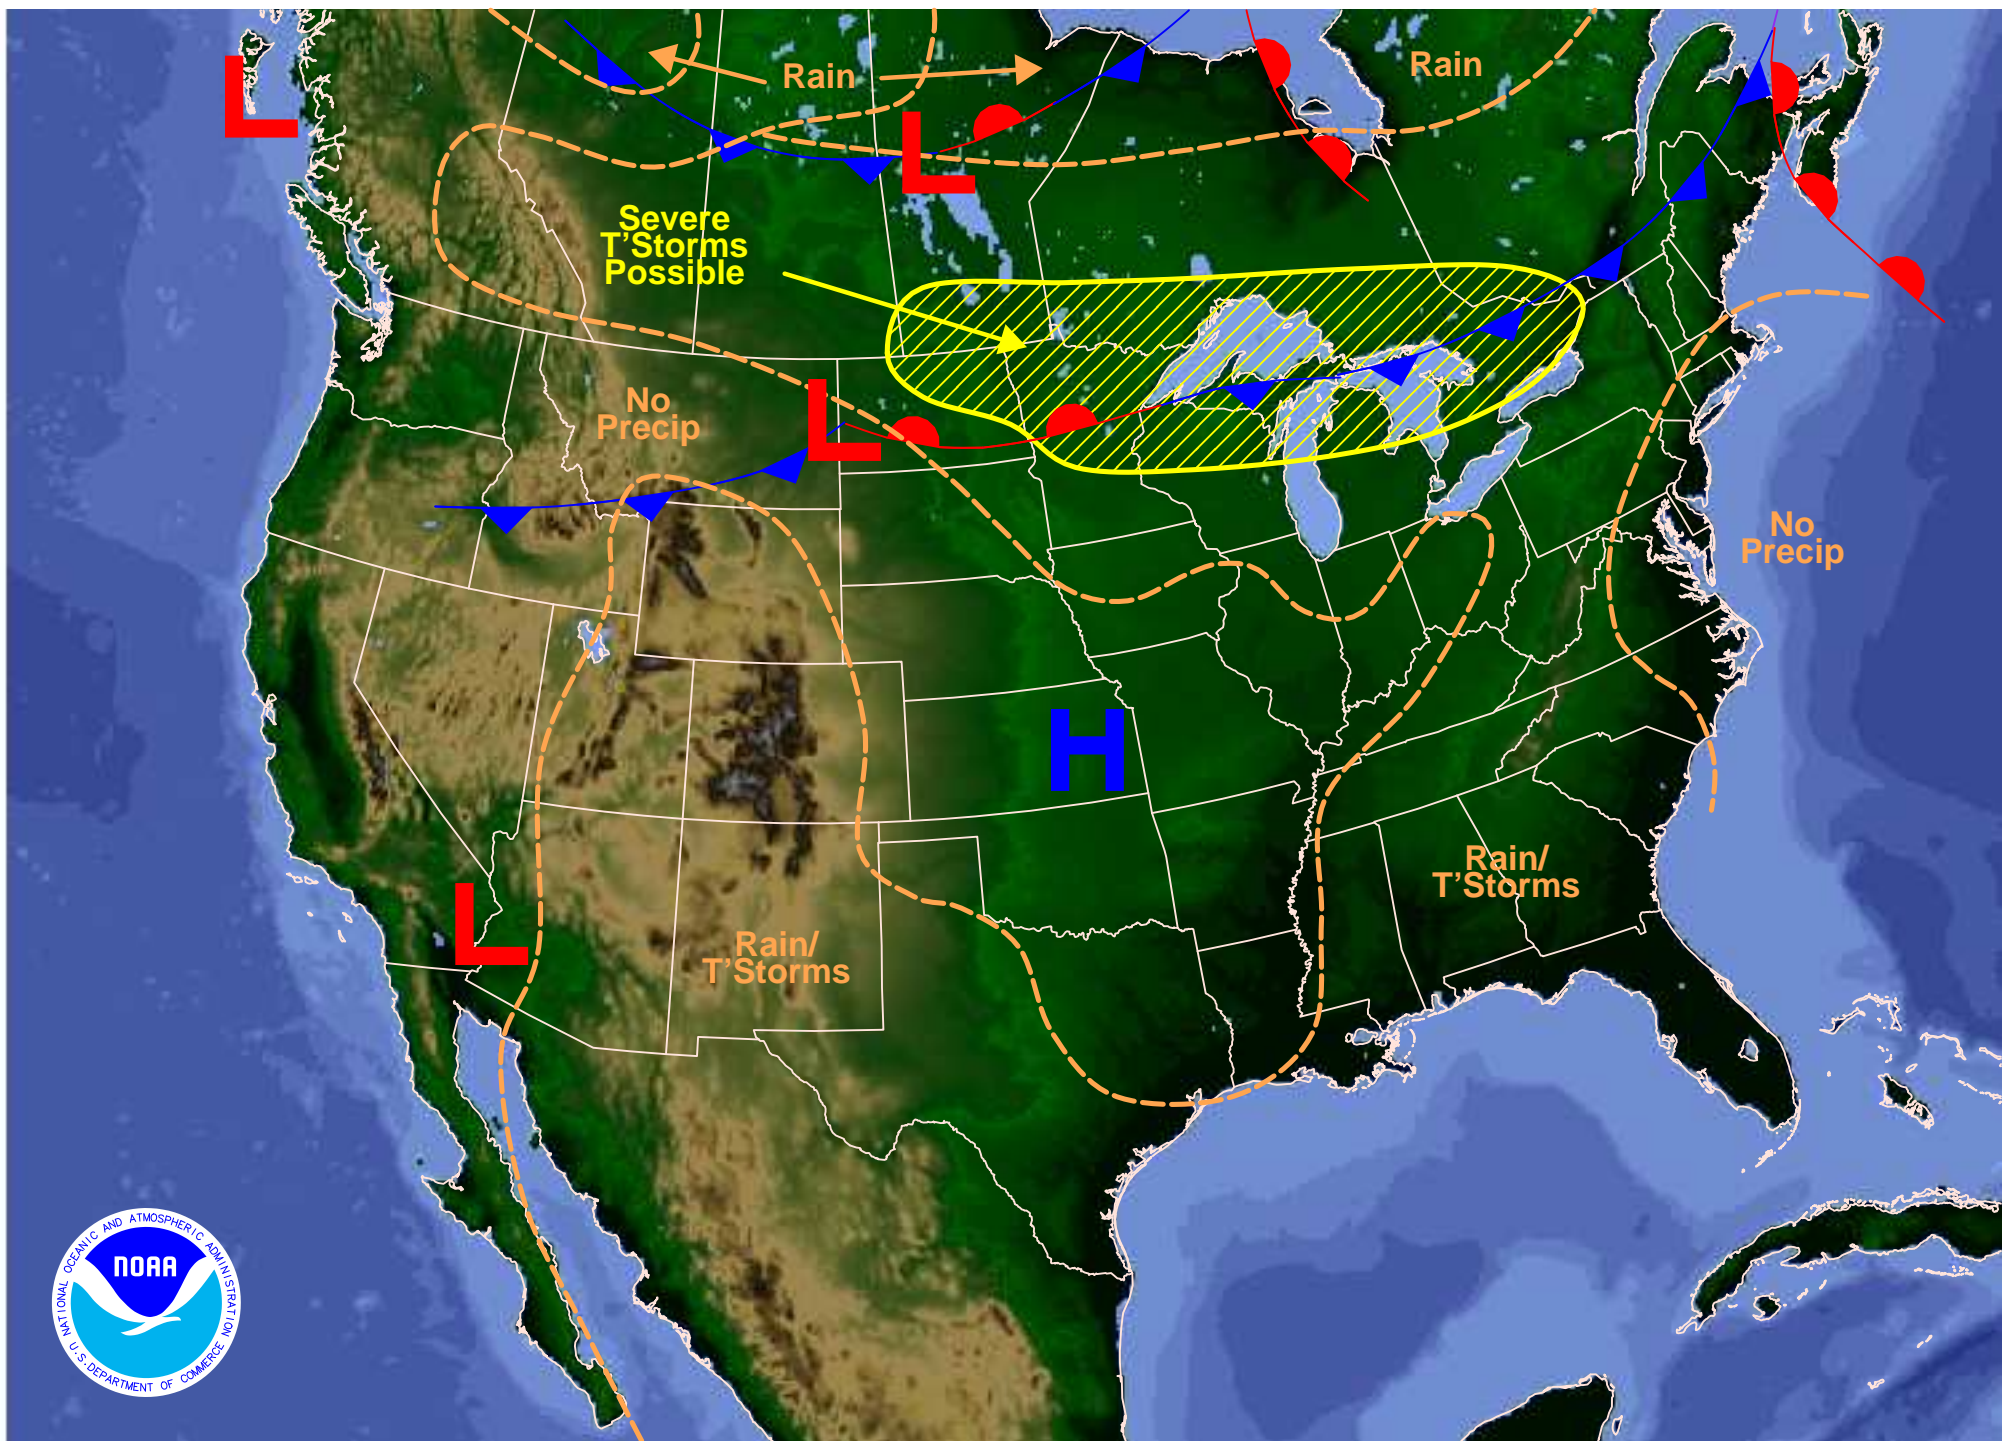 Rain
Rain
L
L
Severe
T'Storms
Possible
No
Precip
L
No
Precip
H
Rain/
T'Storms
L
Rain/
T'Storms
NATIONAL OCEANIC AND ATMOSPHERIC ADMINISTRATION
NOAA
U.S. DEPARTMENT OF COMMERCE